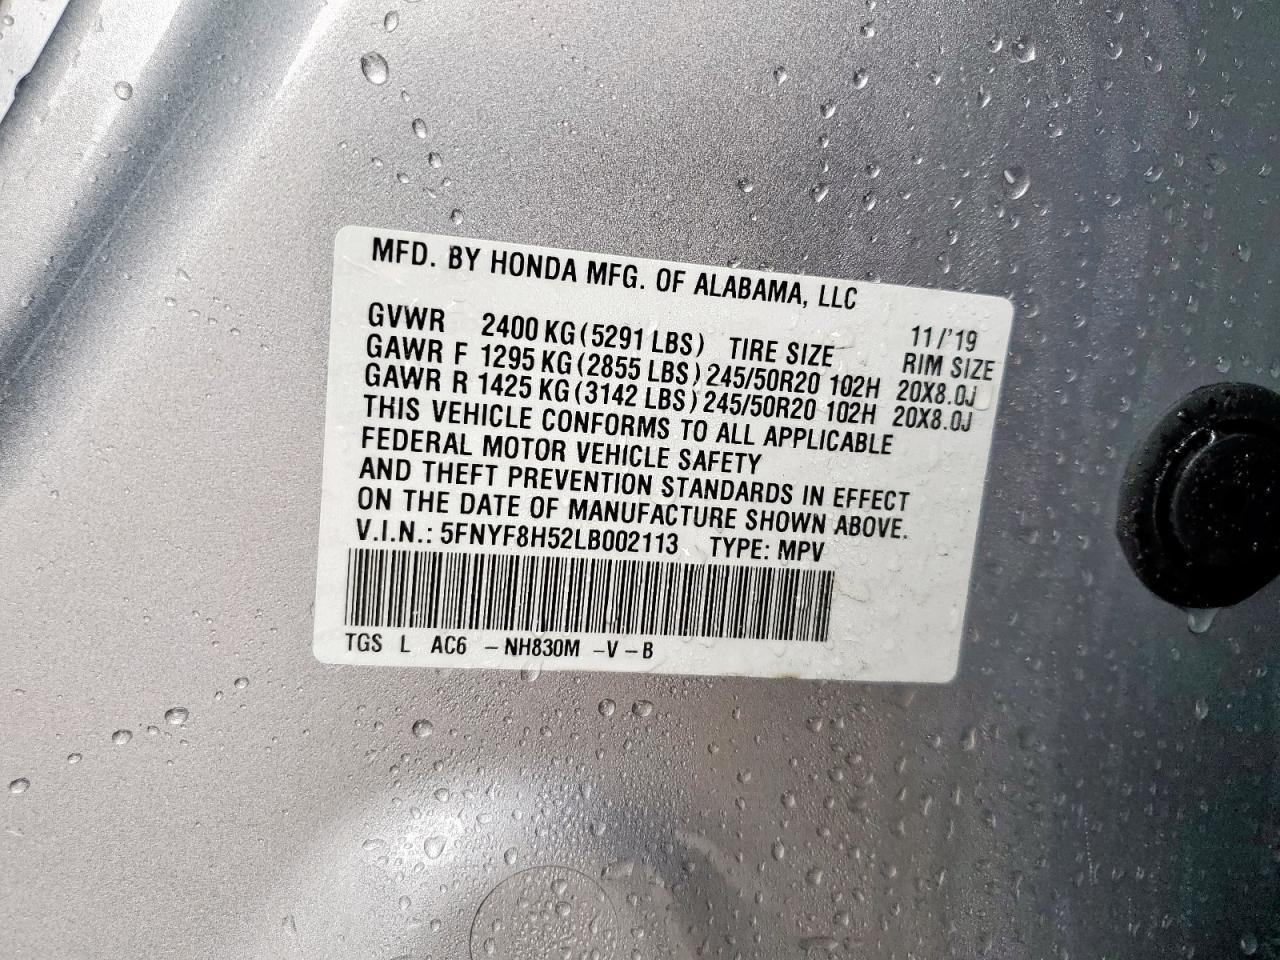 MFD. BY HONDA MFG. OF ALABAMA, LLC
11/'19
GVWR 2400 KG (5291 LBS) TIRE SIZE RIM SIZE
GAWR F 1295 KG (2855 LBS) 245/50R20 102H 20X8.0J
GAWR R 1425 KG (3142 LBS) 245/50R20 102H 20X8.0J
THIS VEHICLE CONFORMS TO ALL APPLICABLE
FEDERAL MOTOR VEHICLE SAFETY
AND THEFT PREVENTION STANDARDS IN EFFECT
ON THE DATE OF MANUFACTURE SHOWN ABOVE.
V.I.N.: 5FNYF8H52LB002113 TYPE: MPV
TGS L AC6 – NH830M – V – B